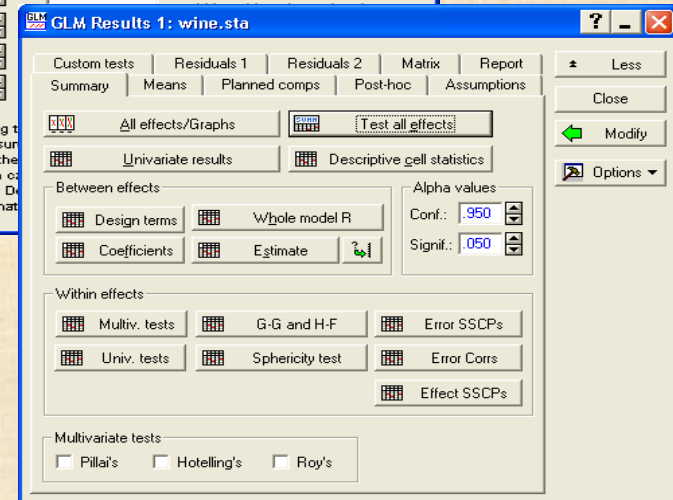 GLM Results 1: wine.sta
Custom tests Residuals 1 Residuals 2 Matrix Report
Summary Means Planned comps Post-hoc Assumptions
All effects/Graphs Test all effects
Univariate results Descriptive cell statistics
Between effects
Design terms Whole model R
Coefficients Estimate
Alpha values
Conf.: .950
Signif.: .050
Within effects
Multiv. tests G-G and H-F Error SSCPs
Univ. tests Sphericity test Error Corrs
Effect SSCPs
Multivariate tests
Pillai's Hotelling's Roy's
Less
Close
Modify
Options